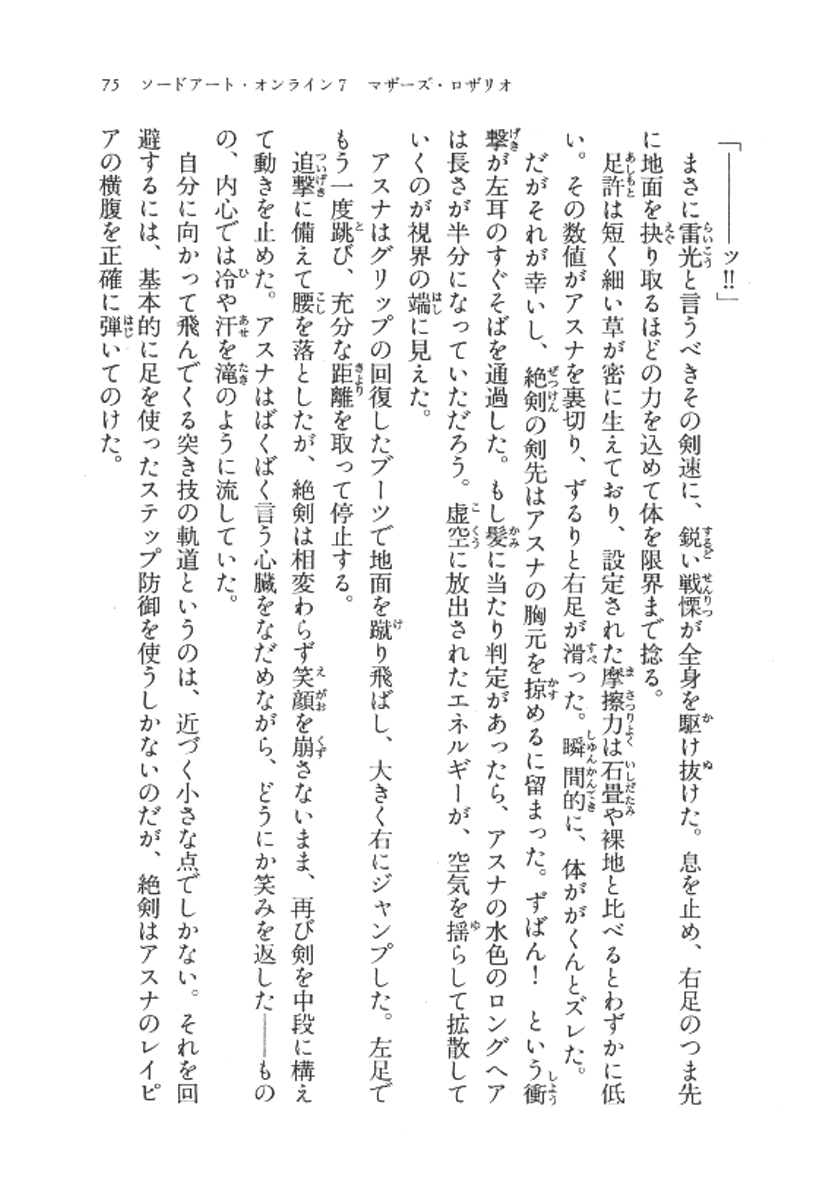 75　ソードアート・オンライン7　マザーズ・ロザリオ
「―――ッ!!」
　まさに雷光と言うべきその剣速に、鋭い戦慄が全身を駆け抜けた。息を止め、右足のつま先
に地面を抉り取るほどの力を込めて体を限界まで捻る。
　足許は短く細い草が密に生えており、設定された摩擦力は石畳や裸地と比べるとわずかに低
い。その数値がアスナを裏切り、ずるりと右足が滑った。瞬間的に、体ががくんとズレた。
　だがそれが幸いし、絶剣の剣先はアスナの胸元を掠めるに留まった。ずばん！　という衝
撃が左耳のすぐそばを通過した。もし髪に当たり判定があったら、アスナの水色のロングヘア
は長さが半分になっていただろう。虚空に放出されたエネルギーが、空気を揺らして拡散して
いくのが視界の端に見えた。
　アスナはグリップの回復したブーツで地面を蹴り飛ばし、大きく右にジャンプした。左足で
もう一度跳び、充分な距離を取って停止する。
　追撃に備えて腰を落としたが、絶剣は相変わらず笑顔を崩さないまま、再び剣を中段に構え
て動きを止めた。アスナはばくばく言う心臓をなだめながら、どうにか笑みを返した――もの
の、内心では冷や汗を滝のように流していた。
　自分に向かって飛んでくる突き技の軌道というのは、近づく小さな点でしかない。それを回
避するには、基本的に足を使ったステップ防御を使うしかないのだが、絶剣はアスナのレイピ
アの横腹を正確に弾いてのけた。